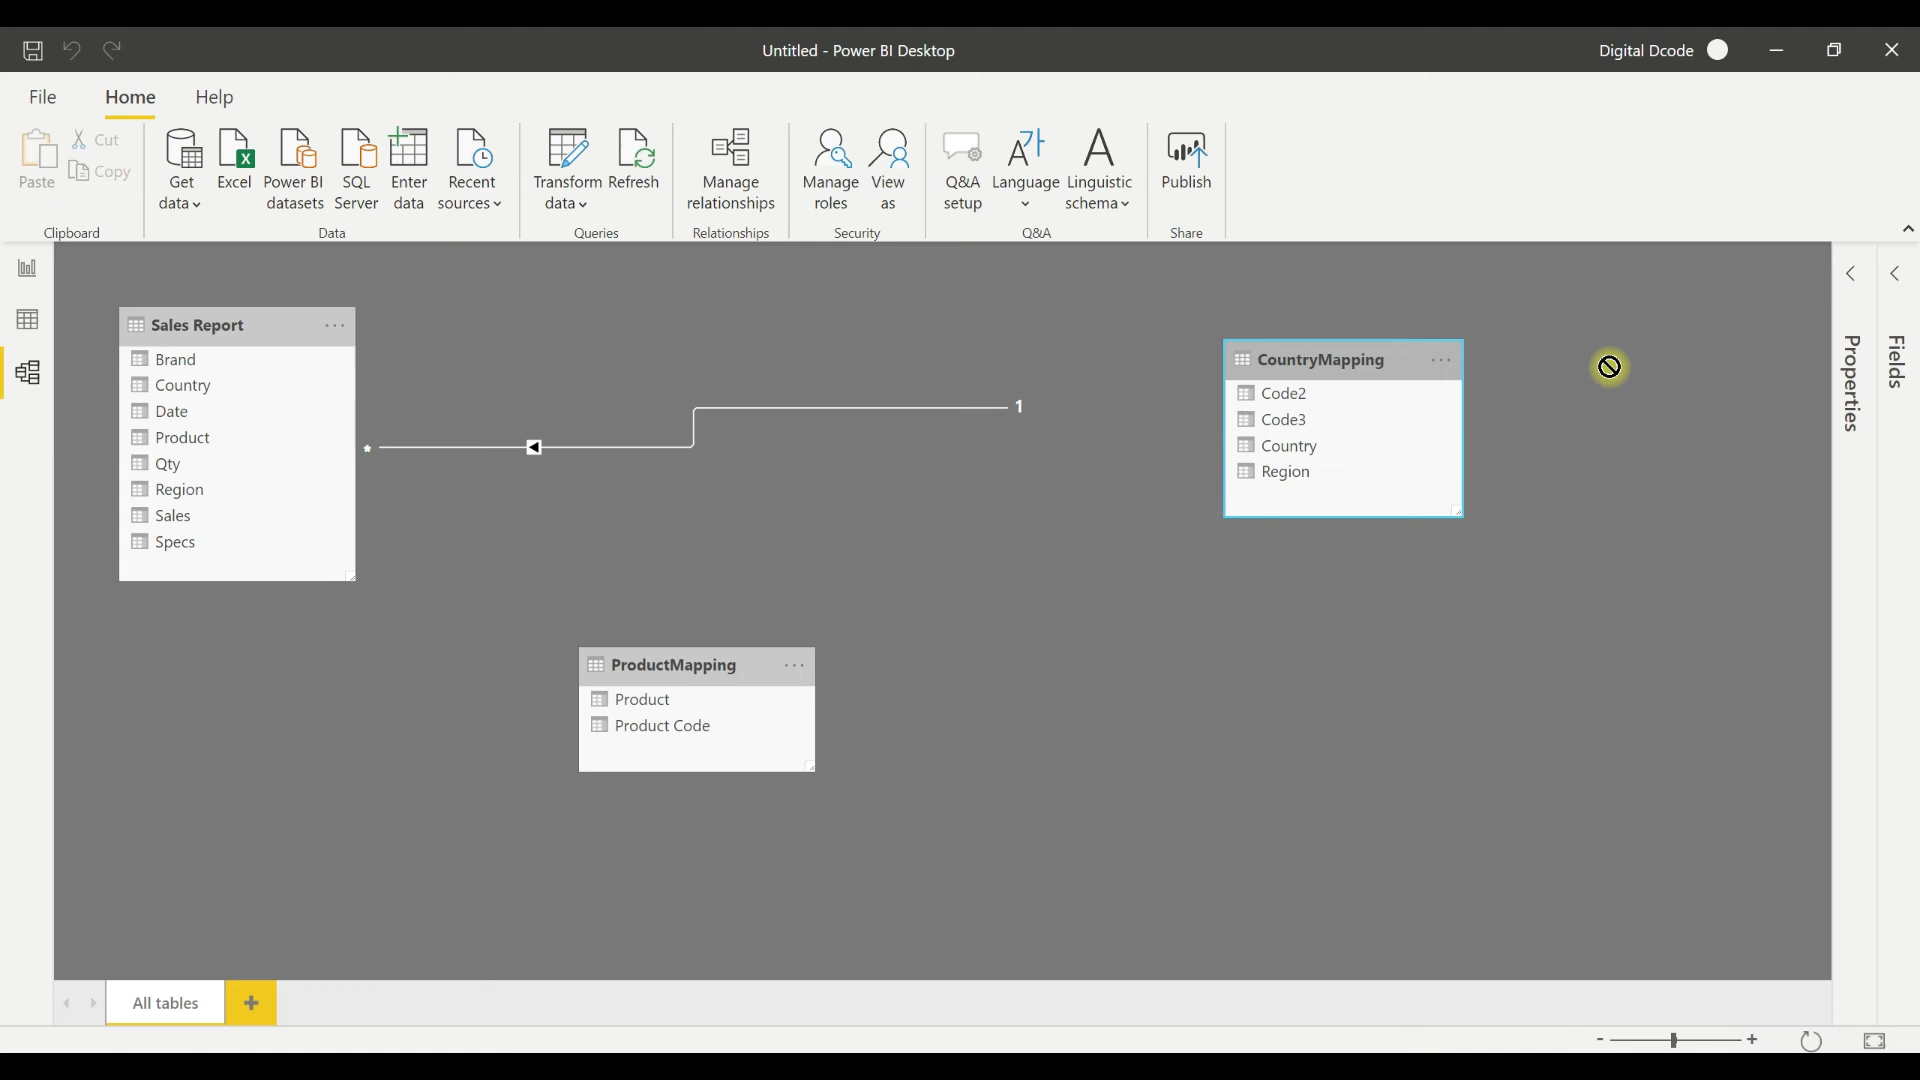 Untitled - Power BI Desktop
Digital Dcode
File
Home
Help
Paste
Cut
Copy
Clipboard
Get
data
Excel
Power BI
datasets
SQL
Server
Enter
data
Recent
sources
Data
Transform
data
Refresh
Queries
Manage
relationships
Relationships
Manage
roles
View
as
Security
Q&A
setup
Language
Linguistic
schema
Q&A
Publish
Share
Sales Report
Brand
Country
Date
Product
Qty
Region
Sales
Specs
*
1
CountryMapping
Code2
Code3
Country
Region
ProductMapping
Product
Product Code
Properties
Fields
All tables
+
-
+